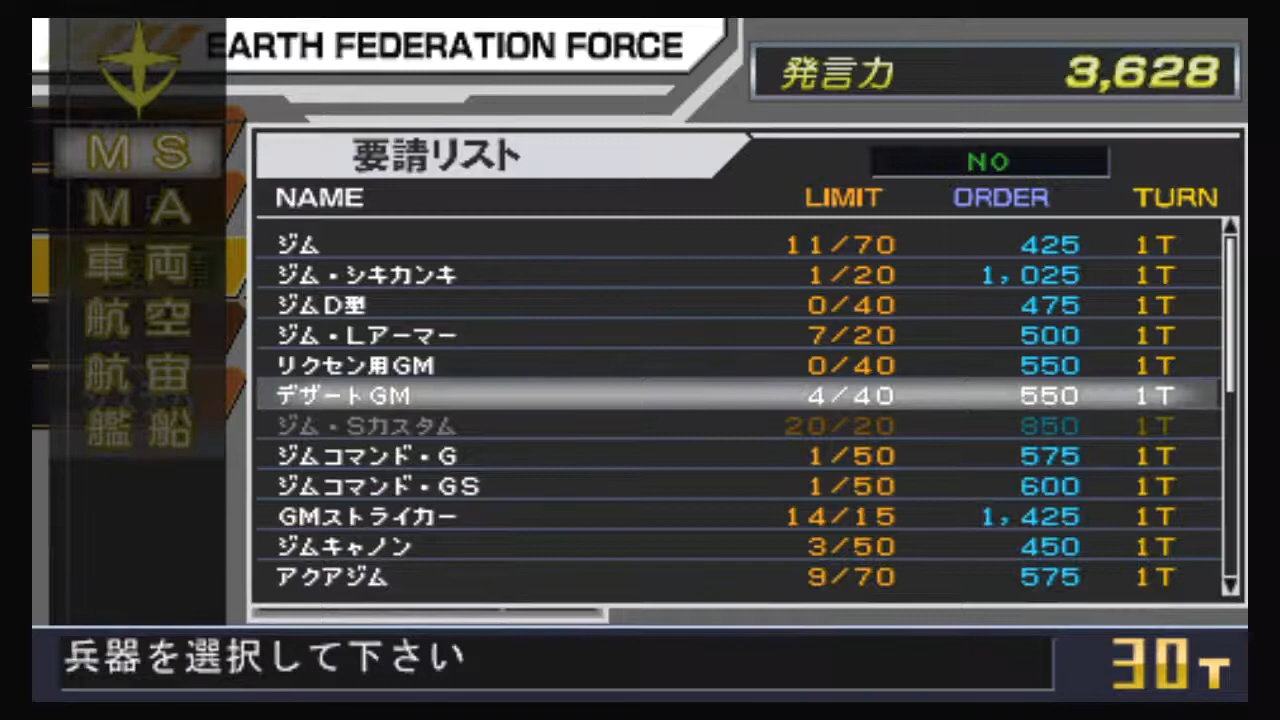 EARTH FEDERATION FORCE
発言力 3,628
MS
MA
車両
航空
航宙
艦船
要請リスト
NO
NAME LIMIT ORDER TURN
ジム 11/70 425 1T
ジム・シキカンキ 1/20 1,025 1T
ジムD型 0/40 475 1T
ジム・Lアーマー 7/20 500 1T
リクセン用GM 0/40 550 1T
デザートGM 4/40 550 1T
ジム・Sカスタム 20/20 850 1T
ジムコマンド・G 1/50 575 1T
ジムコマンド・GS 1/50 600 1T
GMストライカー 14/15 1,425 1T
ジムキャノン 3/50 450 1T
アクアジム 9/70 575 1T
兵器を選択して下さい
30T